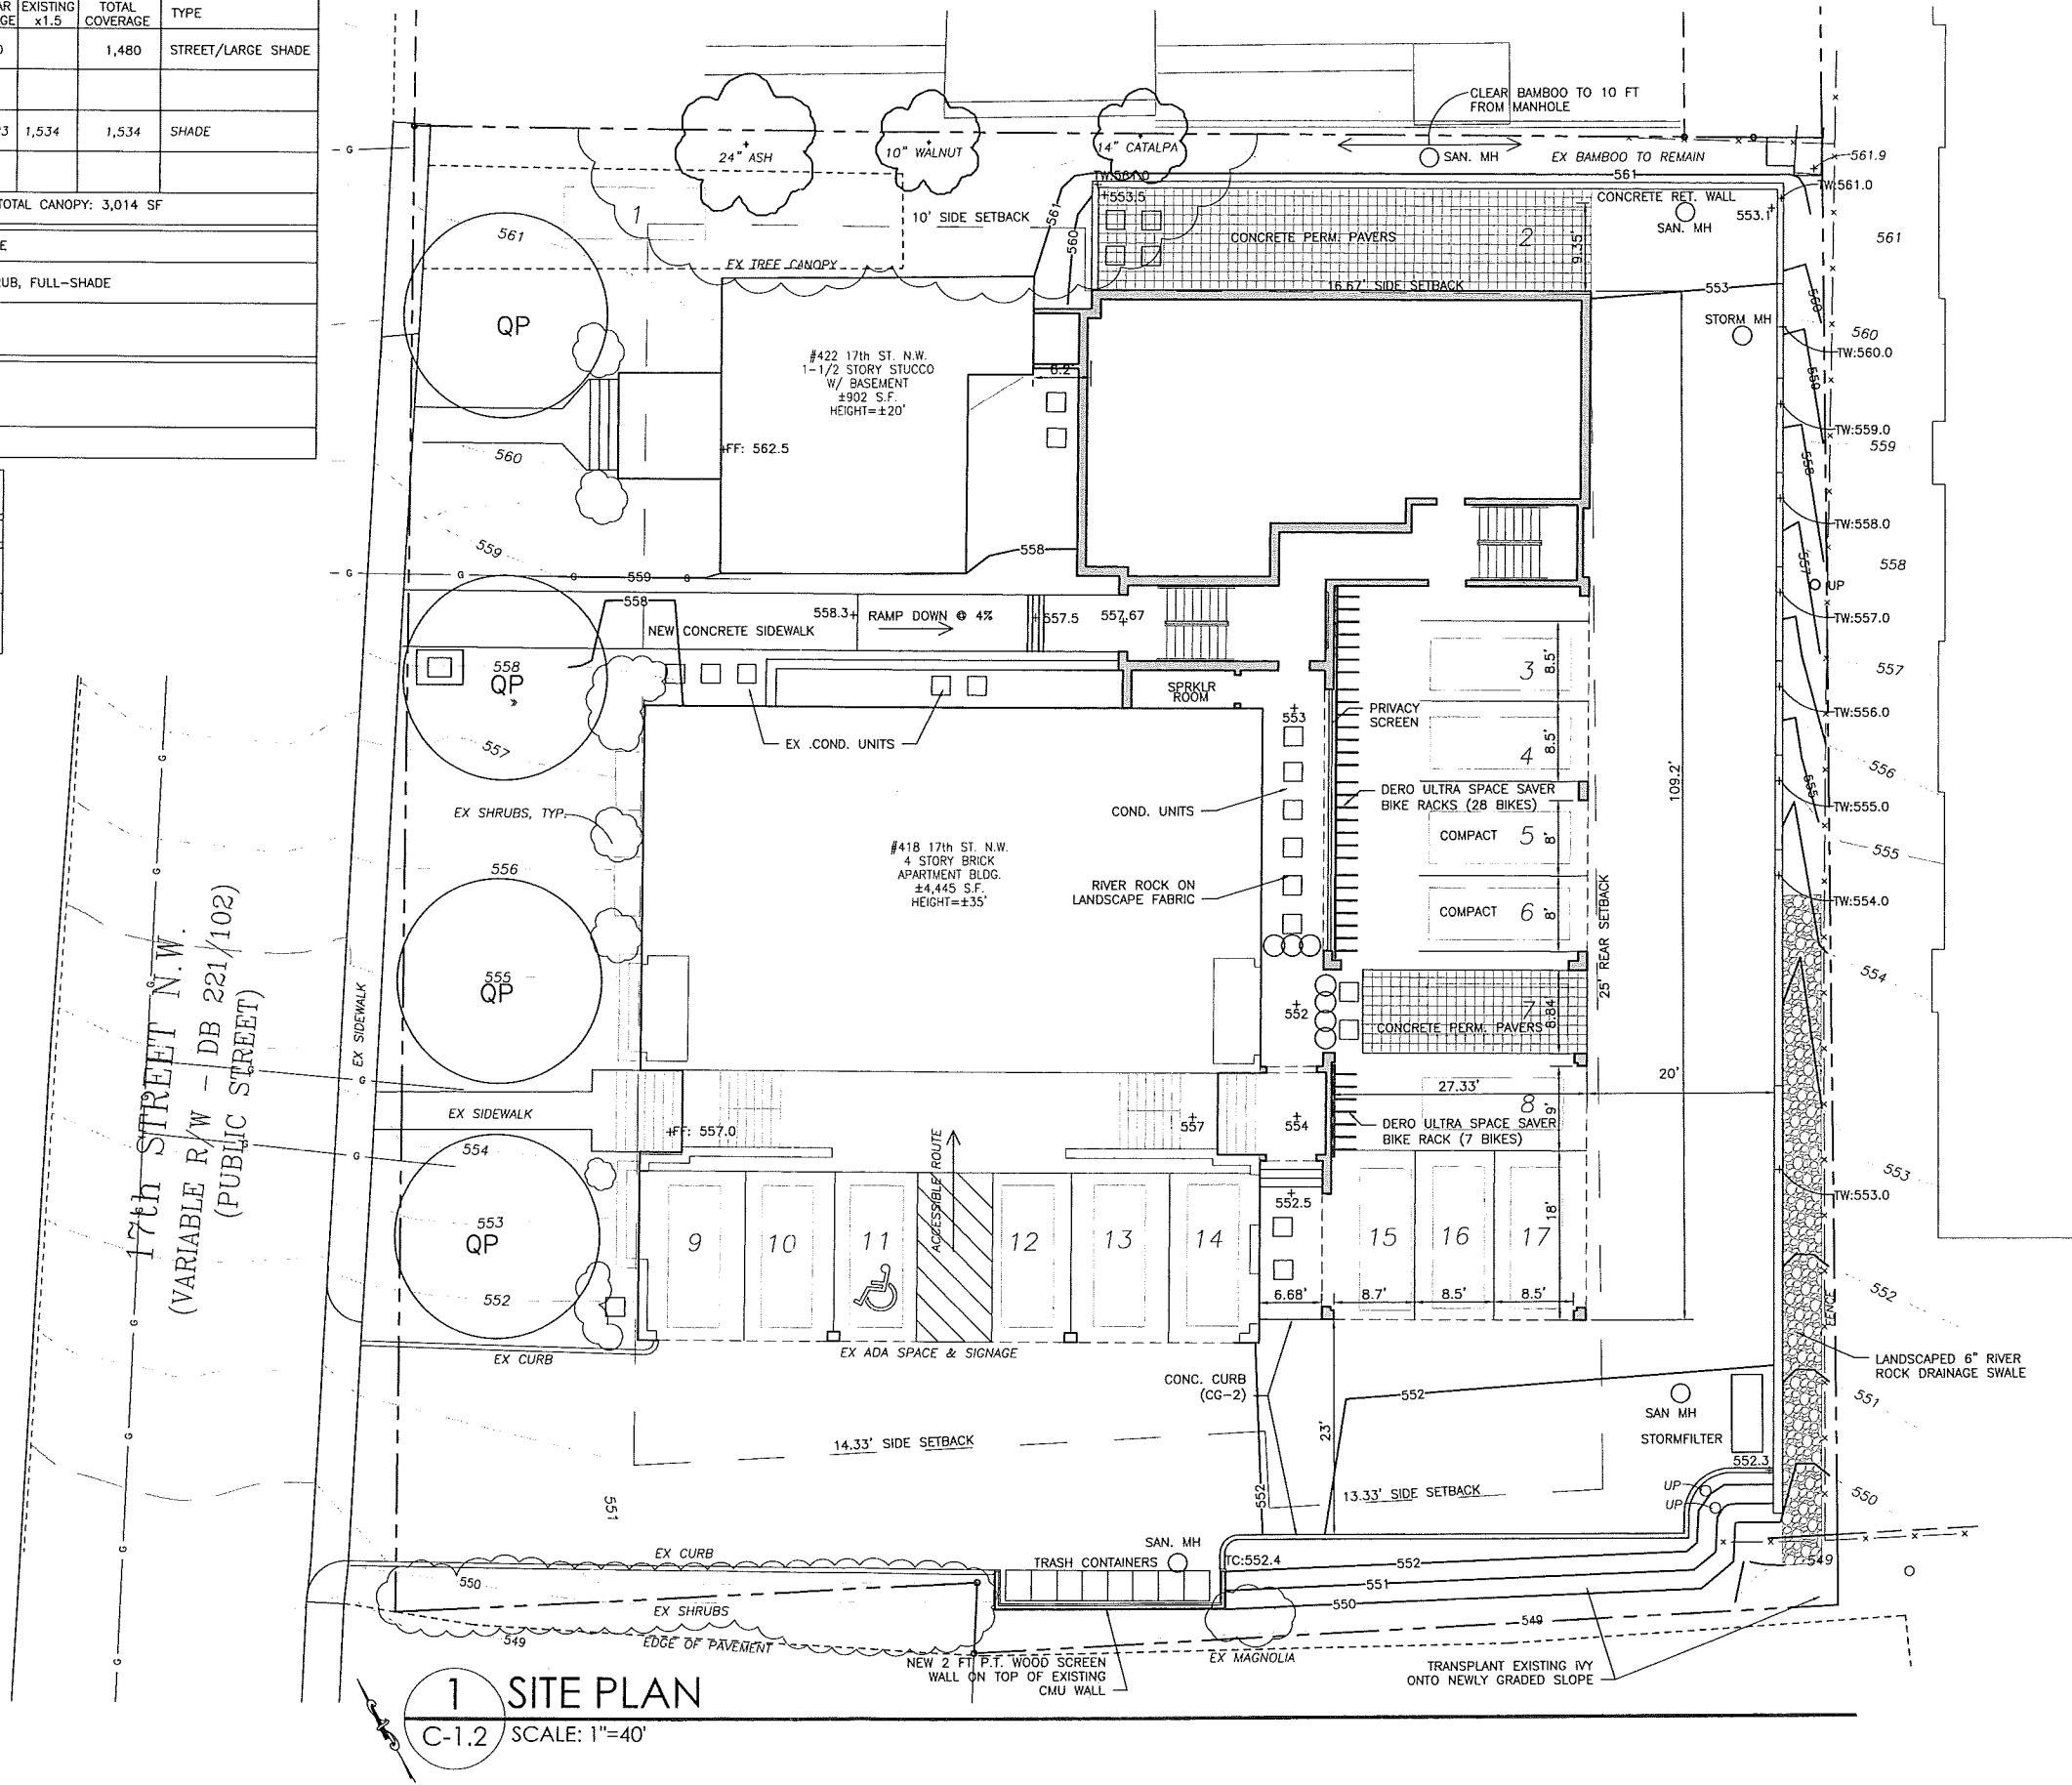 EXISTING
x1.5
TOTAL
COVERAGE
TYPE
1,480
STREET/LARGE SHADE
1,534
1,534
SHADE
TOTAL CANOPY: 3,014 SF
FULL-SHADE
CLEAR BAMBOO TO 10 FT
FROM MANHOLE
G
24" ASH
10" WALNUT
14" CATALPA
SAN. MH
EX BAMBOO TO REMAIN
561.9
561
TW:561.0
TW:561.0
553.5
CONCRETE RET. WALL
553.1
SAN. MH
1
10' SIDE SETBACK
561
560
CONCRETE PERM. PAVERS
2
9.35'
561
561
EX TREE CANOPY
16.67' SIDE SETBACK
553
560
STORM MH
560
TW:560.0
QP
#422 17th ST. N.W.
1-1/2 STORY STUCCO
W/ BASEMENT
±902 S.F.
HEIGHT=±20'
6.2'
559
TW:559.0
559
FF: 562.5
560
558
TW:558.0
559
558
557
558
UP
G
G
G
559
G
558
558.3
RAMP DOWN @ 4%
557.5
557.67
TW:557.0
NEW CONCRETE SIDEWALK
558
QP
557
SPRKLR
ROOM
3
8.5'
557
553
PRIVACY
SCREEN
TW:556.0
EX .COND. UNITS
4
8.5'
556
109.2'
555
COND. UNITS
DERO ULTRA SPACE SAVER
BIKE RACKS (28 BIKES)
TW:555.0
EX SHRUBS, TYP.
COMPACT
5
8'
555
#418 17th ST. N.W.
4 STORY BRICK
APARTMENT BLDG.
±4,445 S.F.
HEIGHT=±35'
556
RIVER ROCK ON
LANDSCAPE FABRIC
COMPACT
6
8'
TW:554.0
25' REAR SETBACK
554
555
QP
552
7
8.84'
CONCRETE PERM. PAVERS
17th STREET N.W.
(VARIABLE R/W - DB 221/102)
(PUBLIC STREET)
EX SIDEWALK
G
G
G
G
G
G
G
G
G
G
EX SIDEWALK
27.33'
20'
8
9'
FF: 557.0
557
554
DERO ULTRA SPACE SAVER
BIKE RACK (7 BIKES)
554
553
TW:553.0
ACCESSIBLE ROUTE
552.5
553
QP
9
10
11
12
13
14
15
16
17
18'
552
6.68'
8.7'
8.5'
8.5'
552
FENCE
EX CURB
EX ADA SPACE & SIGNAGE
LANDSCAPED 6" RIVER
ROCK DRAINAGE SWALE
CONC. CURB
(CG-2)
552
551
SAN MH
23'
14.33' SIDE SETBACK
STORMFILTER
552.3
551
552
13.33' SIDE SETBACK
UP
UP
550
EX CURB
SAN. MH
TRASH CONTAINERS
TC:552.4
552
549
550
551
EX SHRUBS
550
549
549
EDGE OF PAVEMENT
EX MAGNOLIA
NEW 2 FT P.T. WOOD SCREEN
WALL ON TOP OF EXISTING
CMU WALL
TRANSPLANT EXISTING IVY
ONTO NEWLY GRADED SLOPE
1
SITE PLAN
C-1.2
SCALE: 1"=40'